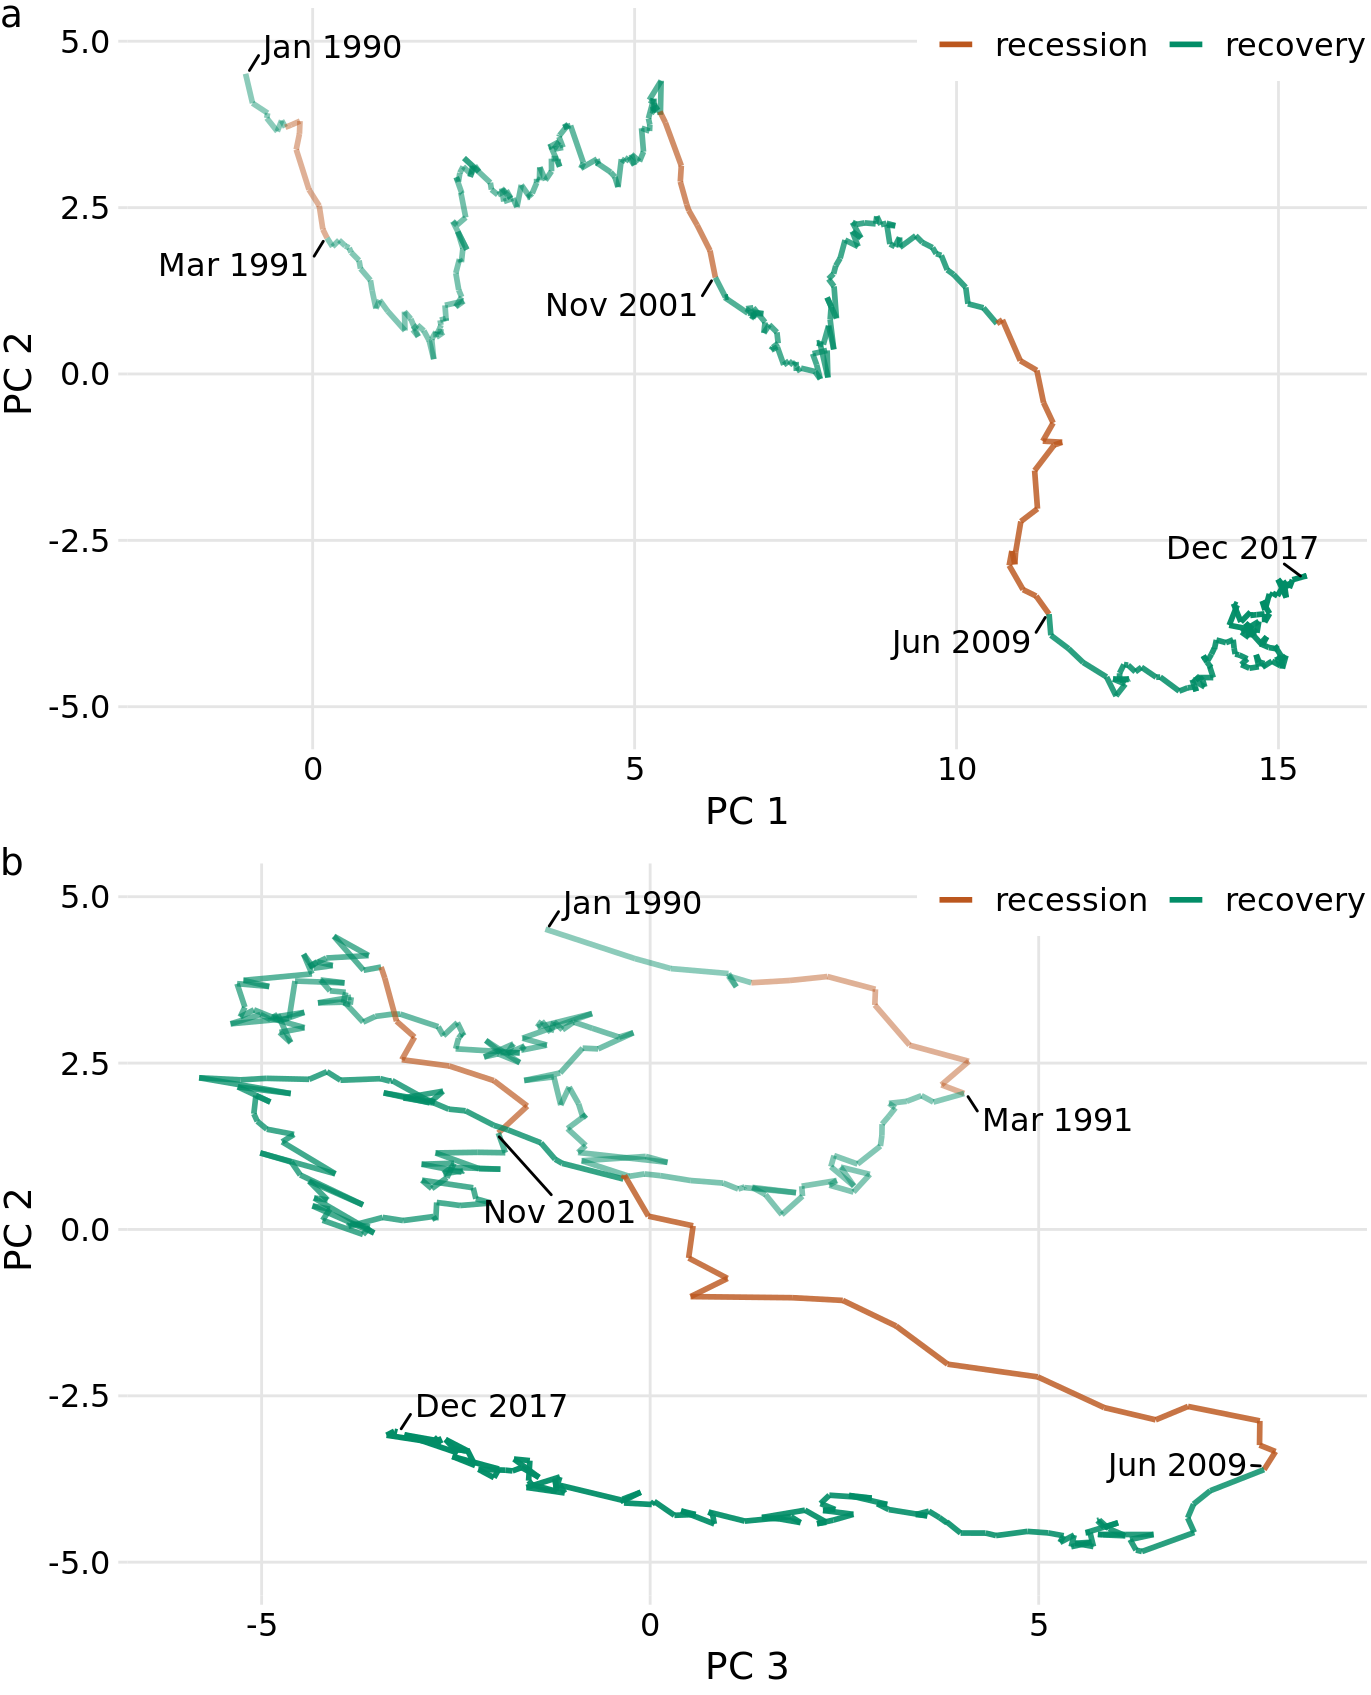 a
recession recovery
5.0
2.5
0.0
-2.5
-5.0
PC 2
Jan 1990
Mar 1991
Nov 2001
Jun 2009
Dec 2017
0 5 10 15
PC 1
b
recession recovery
5.0
2.5
0.0
-2.5
-5.0
PC 2
Jan 1990
Mar 1991
Nov 2001
Dec 2017
Jun 2009
-5 0 5
PC 3